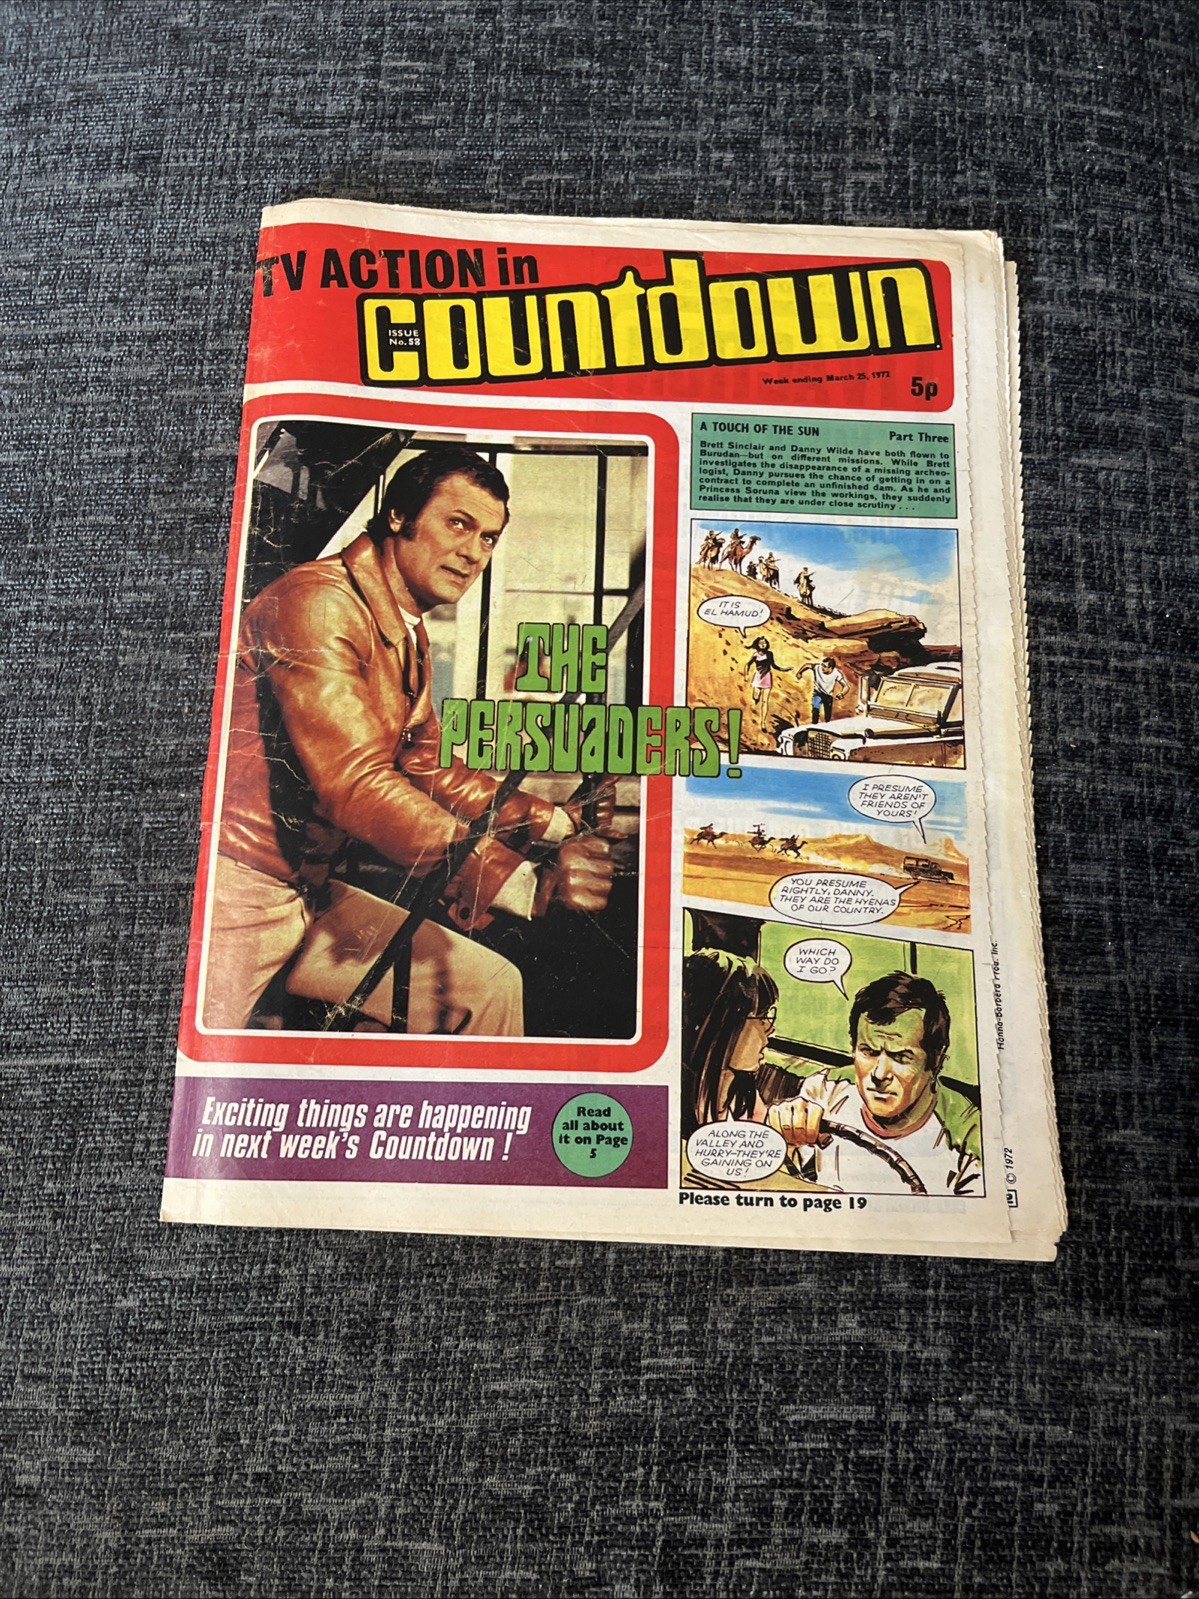 TV ACTION in
countdown
ISSUE
No.58
Week ending March 25, 1972
5p
THE
PERSUADERS!
A TOUCH OF THE SUN
Part Three
Brett Sinclair and Danny Wilde have both flown to
Burudan—but on different missions. While Brett
investigates the disappearance of a missing archeo-
logist, Danny pursues the chance of getting in on a
contract to complete an unfinished dam. As he and
Princess Soruna view the workings, they suddenly
realise that they are under close scrutiny . . .
IT IS
EL HAMUD!
I PRESUME
THEY AREN'T
FRIENDS OF
YOURS!
YOU PRESUME
RIGHTLY, DANNY.
THEY ARE THE HYENAS
OF OUR COUNTRY.
WHICH
WAY DO
I GO?
ALONG THE
VALLEY AND
HURRY—THEY'RE
GAINING ON
US!
Please turn to page 19
Exciting things are happening
in next week's Countdown !
Read
all about
it on Page
5
Hanna-Barbera Prod. Inc.
© 1972